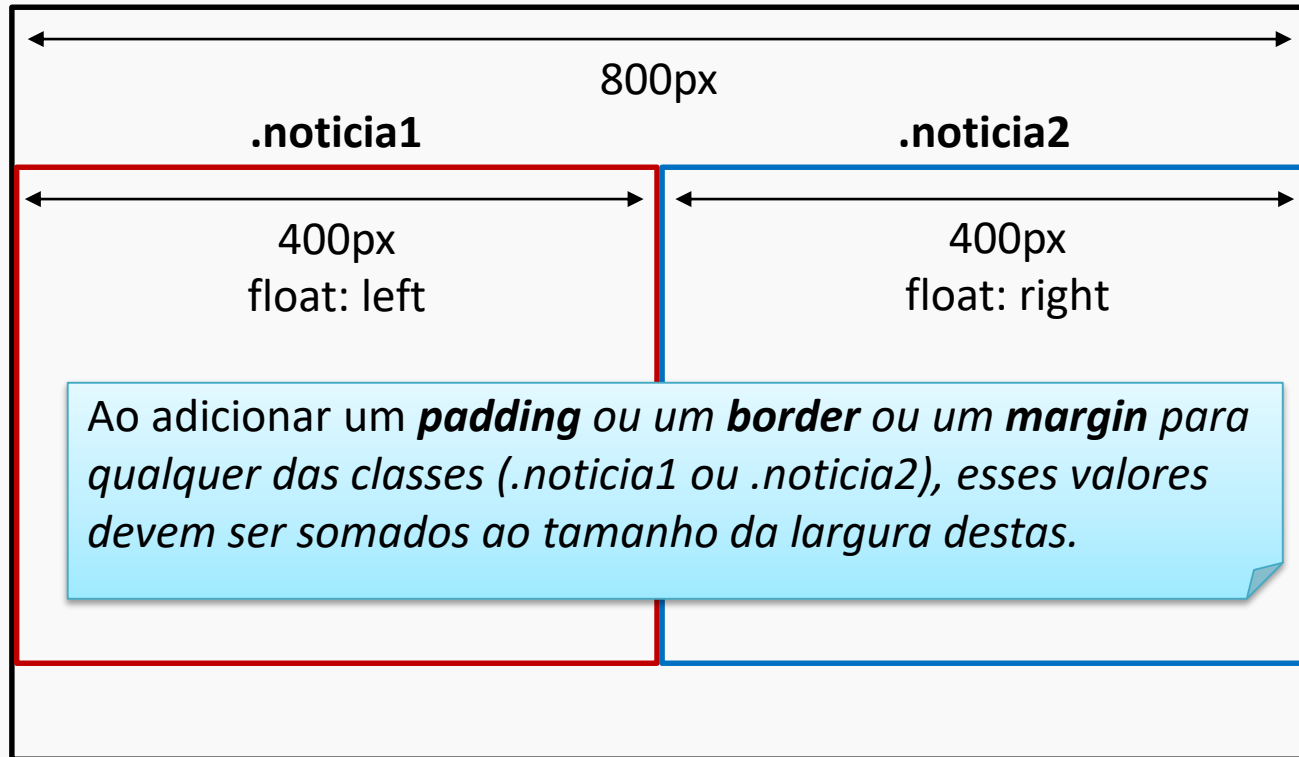 800px
.noticia1
.noticia2
400px
float: left
400px
float: right
Ao adicionar um padding ou um border ou um margin para
qualquer das classes (.noticia1 ou .noticia2), esses valores
devem ser somados ao tamanho da largura destas.